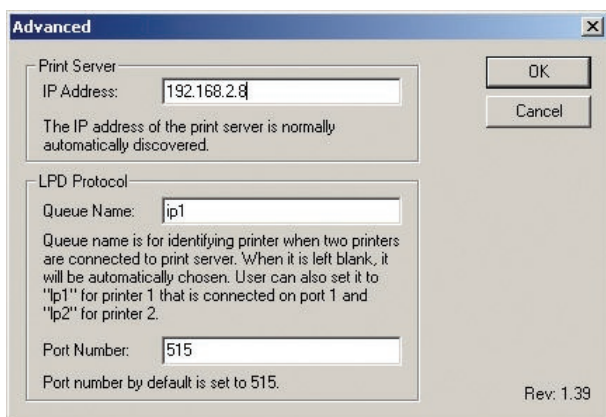 Advanced
Print Server
IP Address: 192.168.2.8
The IP address of the print server is normally
automatically discovered.
OK
Cancel
LPD Protocol
Queue Name: ip1
Queue name is for identifying printer when two printers
are connected to print server. When it is left blank, it
will be automatically chosen. User can also set it to
"lp1" for printer 1 that is connected on port 1 and
"lp2" for printer 2.
Port Number: 515
Port number by default is set to 515.
Rev: 1.39